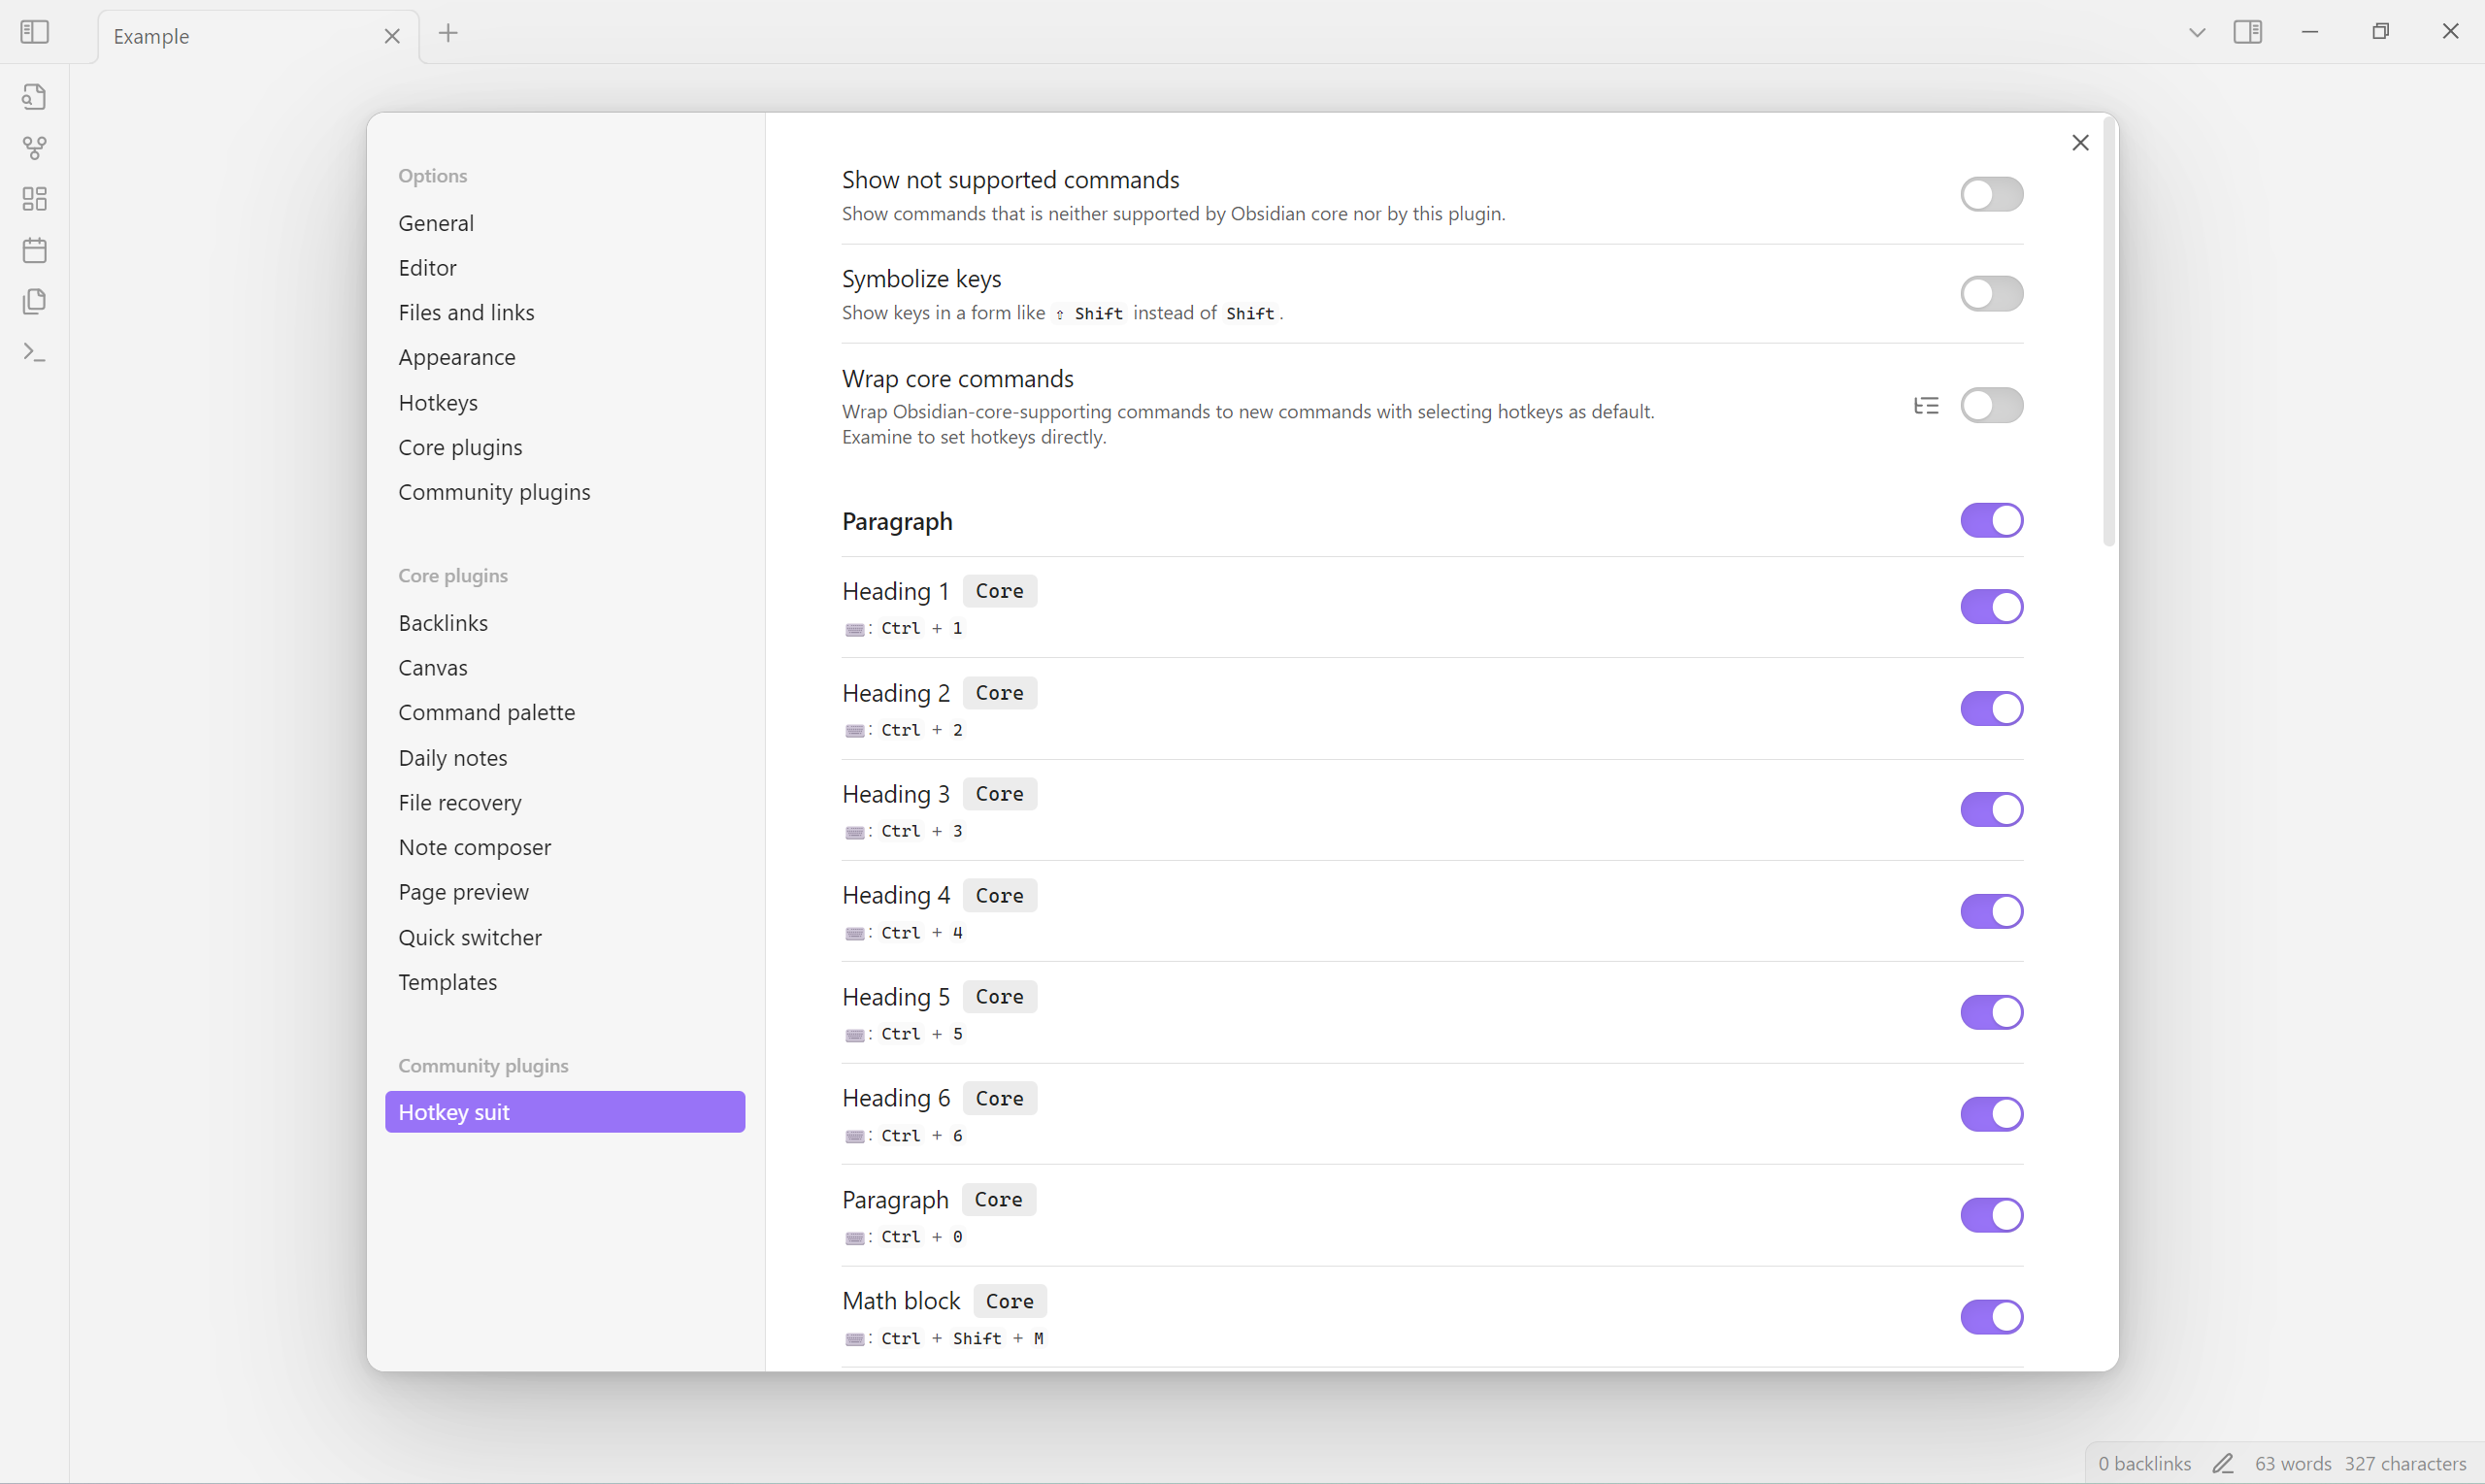 Example
Options
General
Editor
Files and links
Appearance
Hotkeys
Core plugins
Community plugins
Core plugins
Backlinks
Canvas
Command palette
Daily notes
File recovery
Note composer
Page preview
Quick switcher
Templates
Community plugins
Hotkey suit
Show not supported commands
Show commands that is neither supported by Obsidian core nor by this plugin.
Symbolize keys
Show keys in a form like ⇧ Shift instead of Shift.
Wrap core commands
Wrap Obsidian-core-supporting commands to new commands with selecting hotkeys as default.
Examine to set hotkeys directly.
Paragraph
Heading 1 Core
⌨: Ctrl + 1
Heading 2 Core
⌨: Ctrl + 2
Heading 3 Core
⌨: Ctrl + 3
Heading 4 Core
⌨: Ctrl + 4
Heading 5 Core
⌨: Ctrl + 5
Heading 6 Core
⌨: Ctrl + 6
Paragraph Core
⌨: Ctrl + 0
Math block Core
⌨: Ctrl + Shift + M
0 backlinks 63 words 327 characters